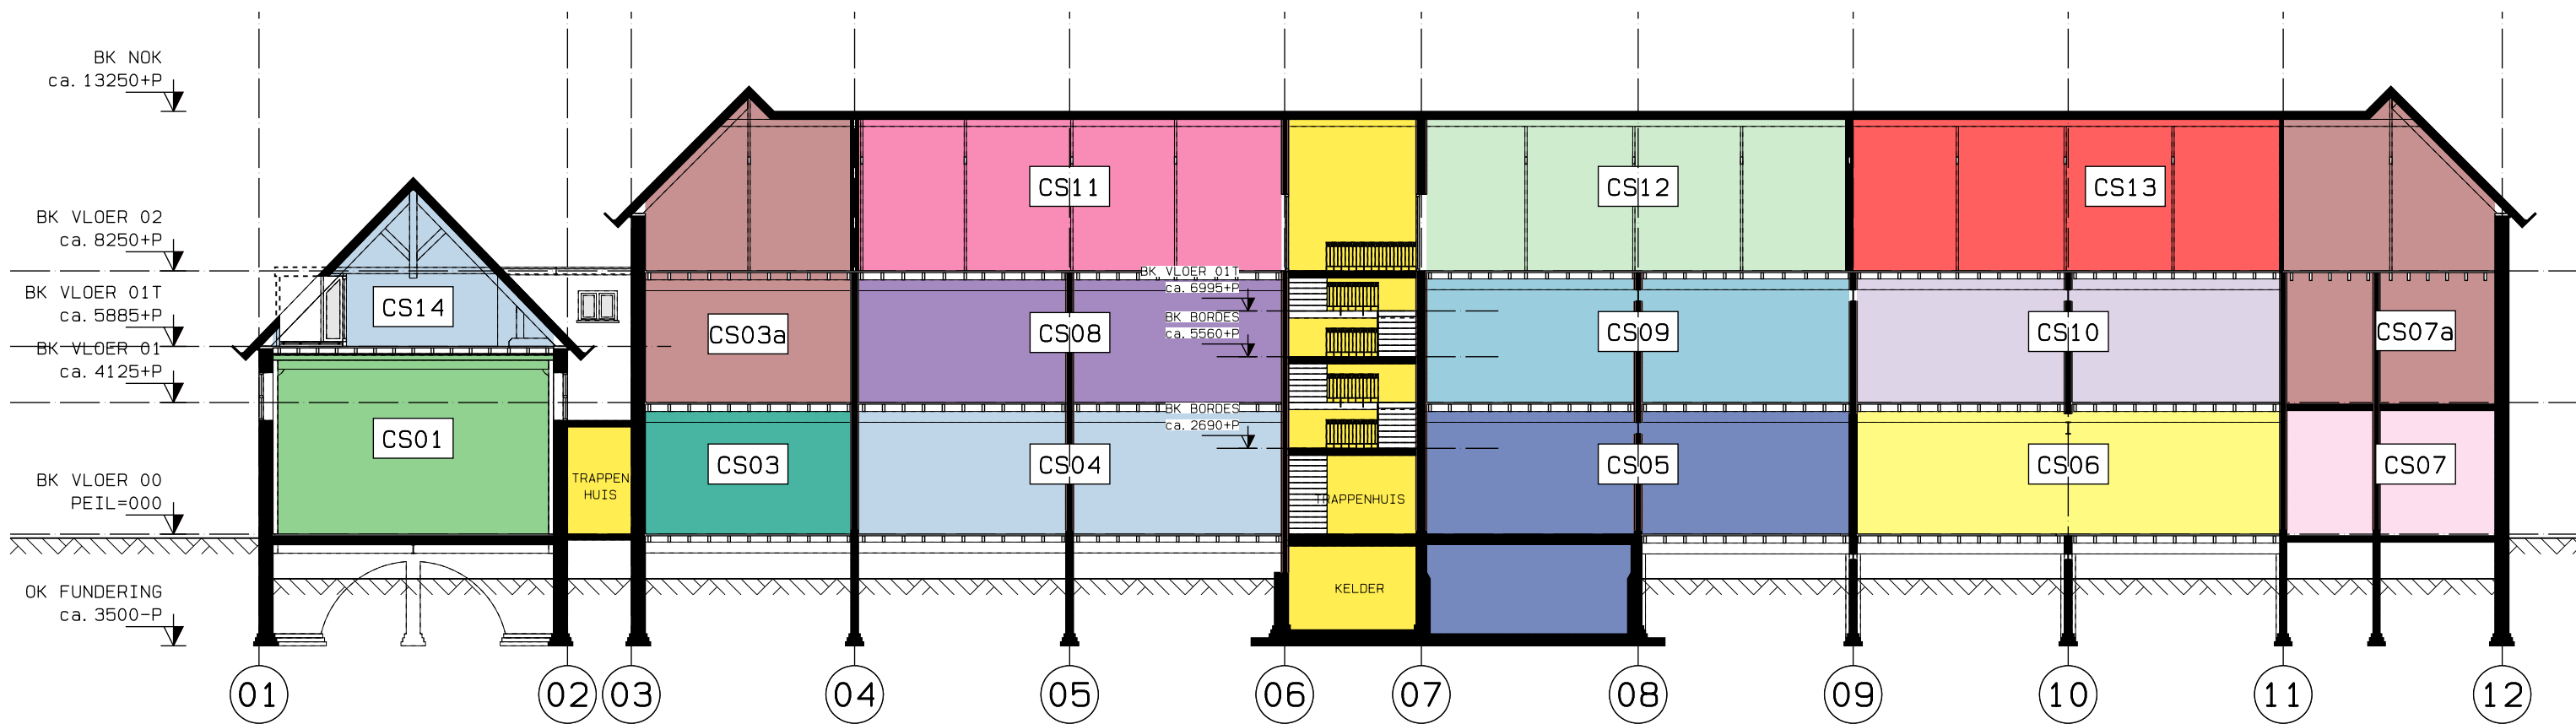 BK NOK
ca. 13250+P
BK VLOER 02
ca. 8250+P
BK VLOER 01T
ca. 5885+P
BK VLOER 01
ca. 4125+P
BK VLOER 00
PEIL=000
OK FUNDERING
ca. 3500-P
CS11
CS12
CS13
BK VLOER 01T
ca. 6995+P
BK BORDES
ca. 5560+P
BK BORDES
ca. 2690+P
CS14
CS03a
CS08
CS09
CS10
CS07a
CS01
CS03
CS04
CS05
CS06
CS07
TRAPPEN
HUIS
TRAPPENHUIS
KELDER
01
02
03
04
05
06
07
08
09
10
11
12